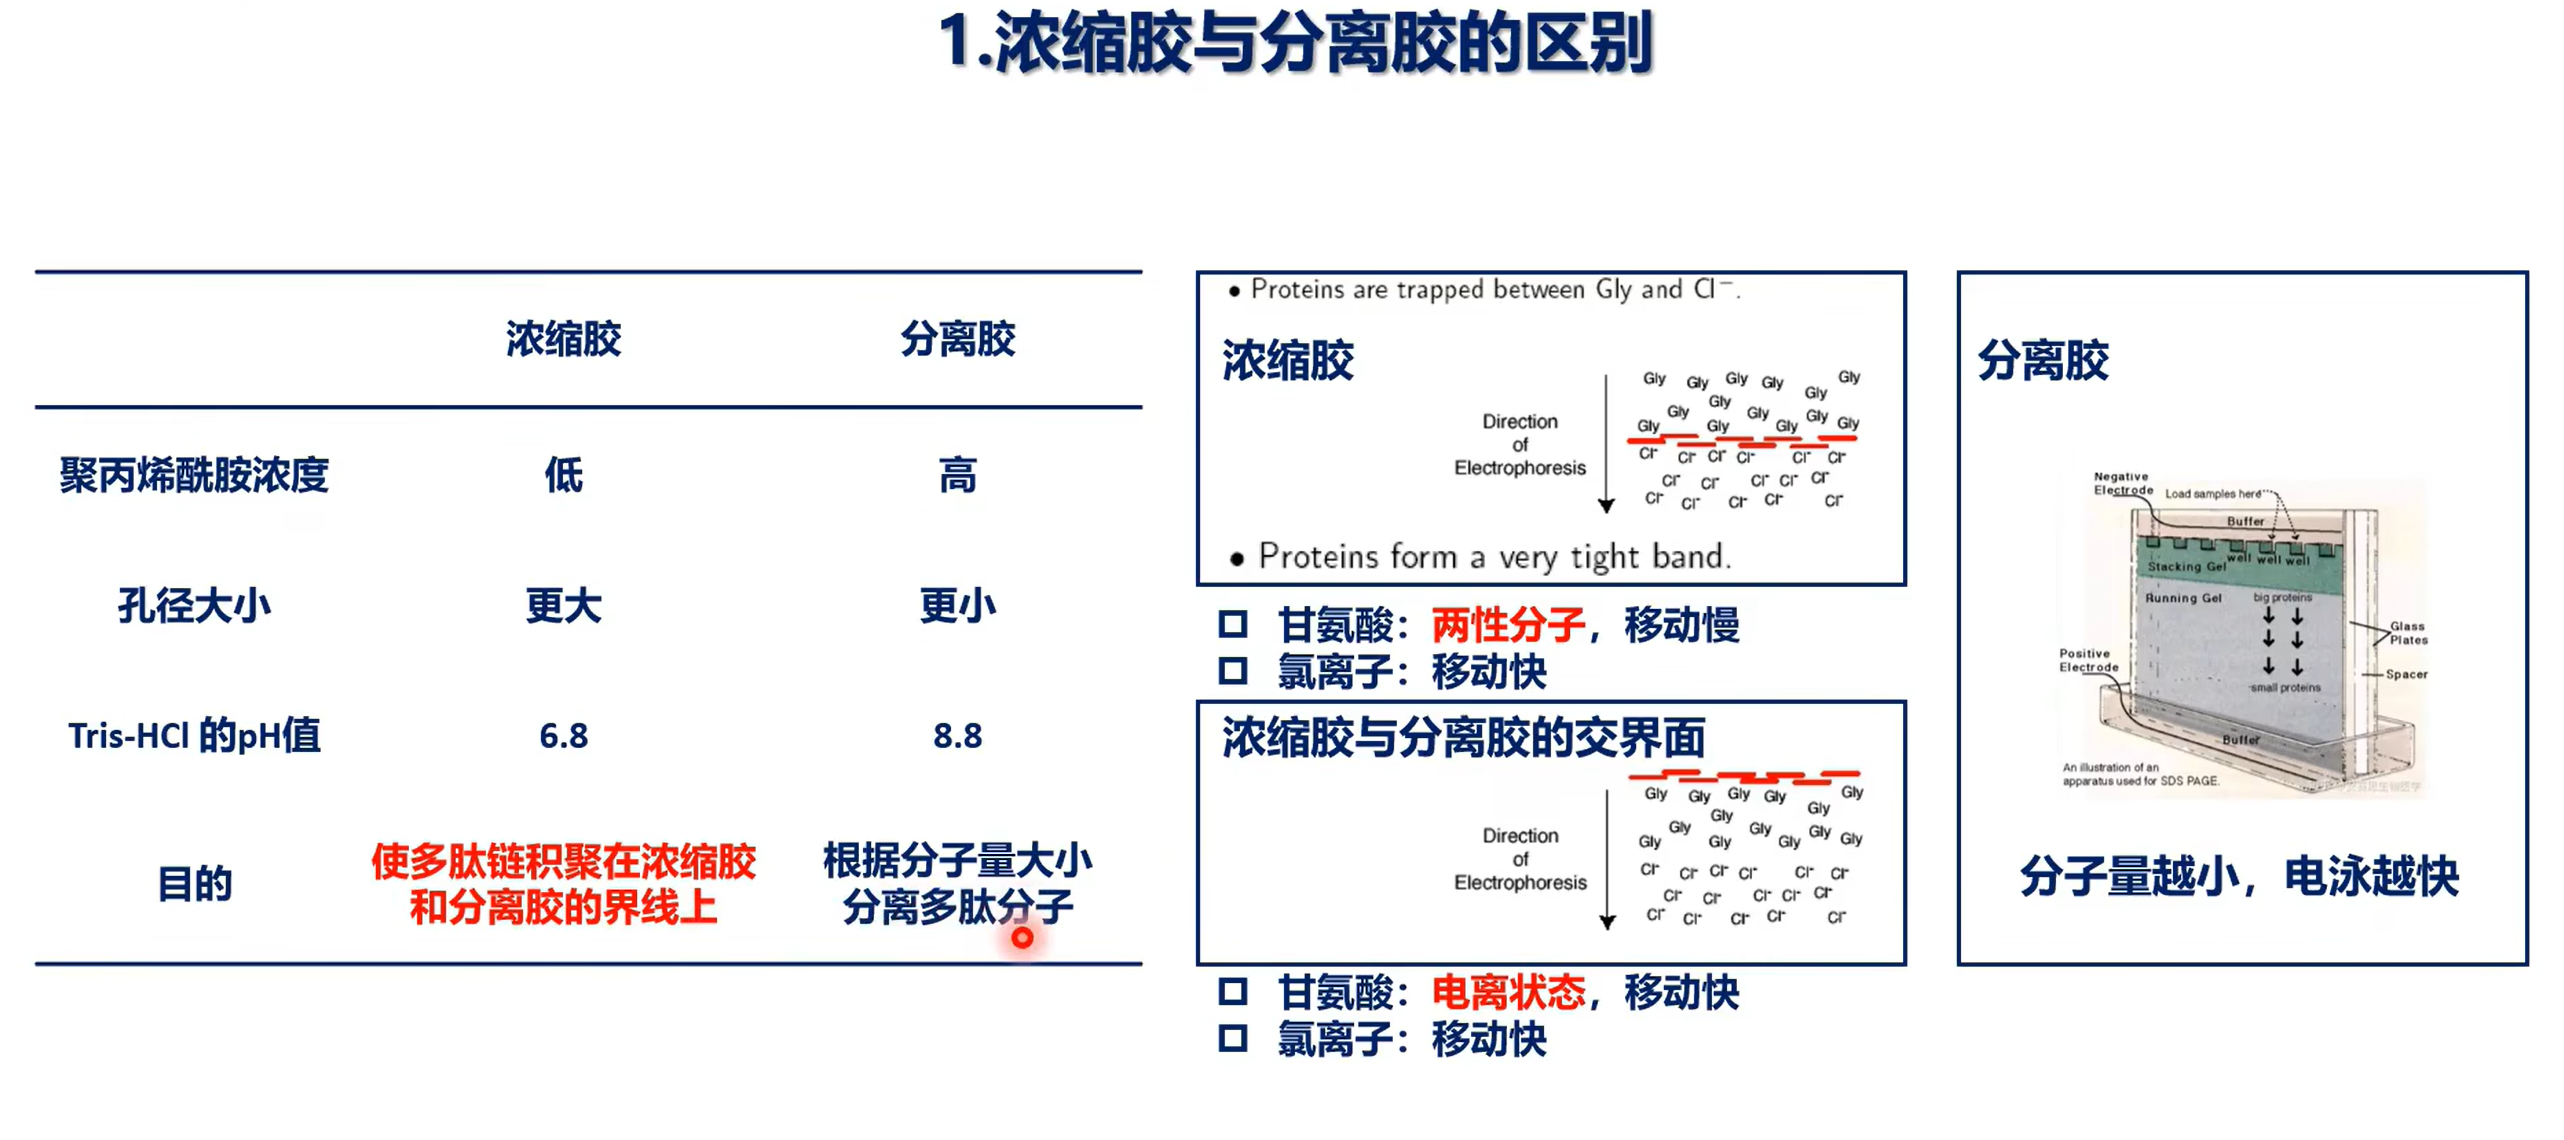 1.浓缩胶与分离胶的区别
浓缩胶 分离胶
聚丙烯酰胺浓度 低 高
孔径大小 更大 更小
Tris-HCl 的pH值 6.8 8.8
目的 使多肽链积聚在浓缩胶和分离胶的界线上 根据分子量大小分离多肽分子
• Proteins are trapped between Gly and Cl⁻.
浓缩胶
Direction
of
Electrophoresis
Gly Gly Gly Gly Gly Gly
Gly Gly Gly Gly
Gly Gly Gly Gly
Cl⁻ Cl⁻ Cl⁻ Cl⁻ Cl⁻ Cl⁻
Cl⁻ Cl⁻ Cl⁻ Cl⁻ Cl⁻
Cl⁻ Cl⁻ Cl⁻ Cl⁻ Cl⁻
• Proteins form a very tight band.
□ 甘氨酸：两性分子，移动慢
□ 氯离子：移动快
浓缩胶与分离胶的交界面
Direction
of
Electrophoresis
Gly Gly Gly Gly Gly Gly
Gly Gly Gly Gly
Gly Gly Gly Gly
Cl⁻ Cl⁻ Cl⁻ Cl⁻ Cl⁻ Cl⁻
Cl⁻ Cl⁻ Cl⁻ Cl⁻ Cl⁻
Cl⁻ Cl⁻ Cl⁻ Cl⁻ Cl⁻
□ 甘氨酸：电离状态，移动快
□ 氯离子：移动快
分离胶
Negative
Electrode
Load samples here
Buffer
well well well
Stacking Gel
Running Gel
big proteins
Glass
Plates
Positive
Electrode
Spacer
small proteins
Buffer
An illustration of an
apparatus used for SDS PAGE.
分子量越小，电泳越快